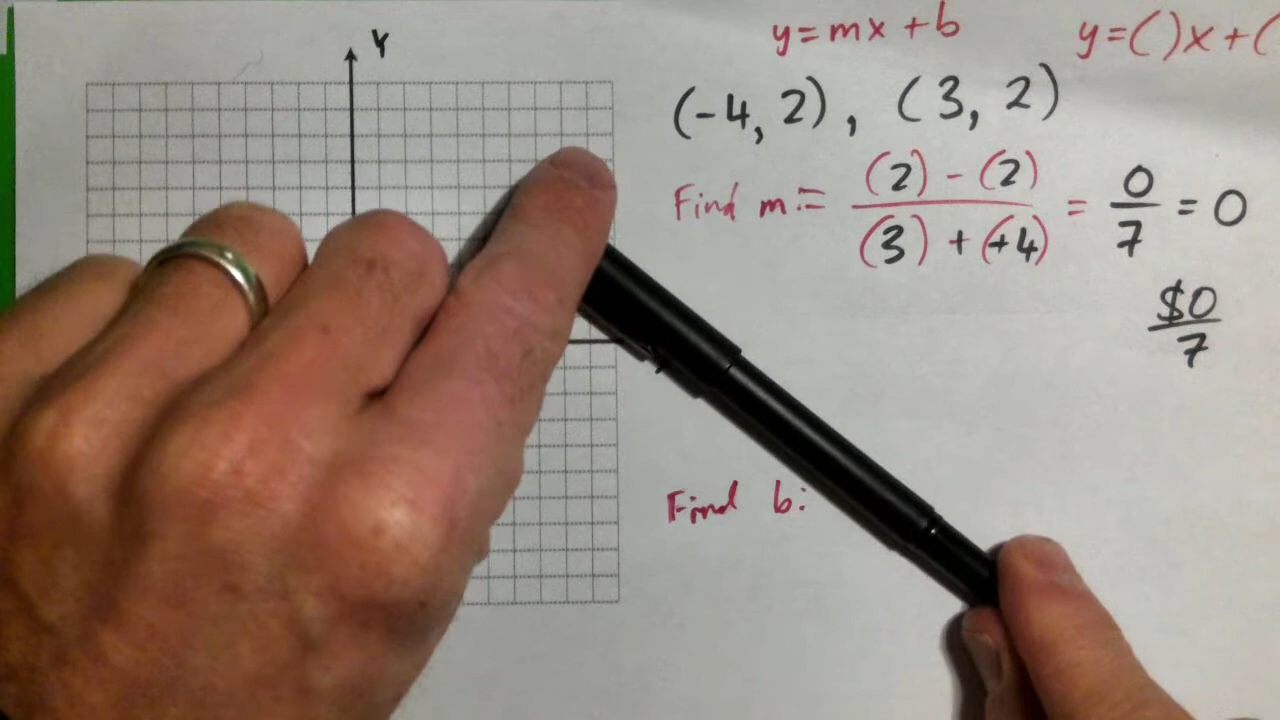 Y
y=mx+b y=( )x+(
(-4, 2), (3, 2)
Find m: = (2) - (2) / (3) + (+4) = 0/7 = 0
$0/7
Find b: